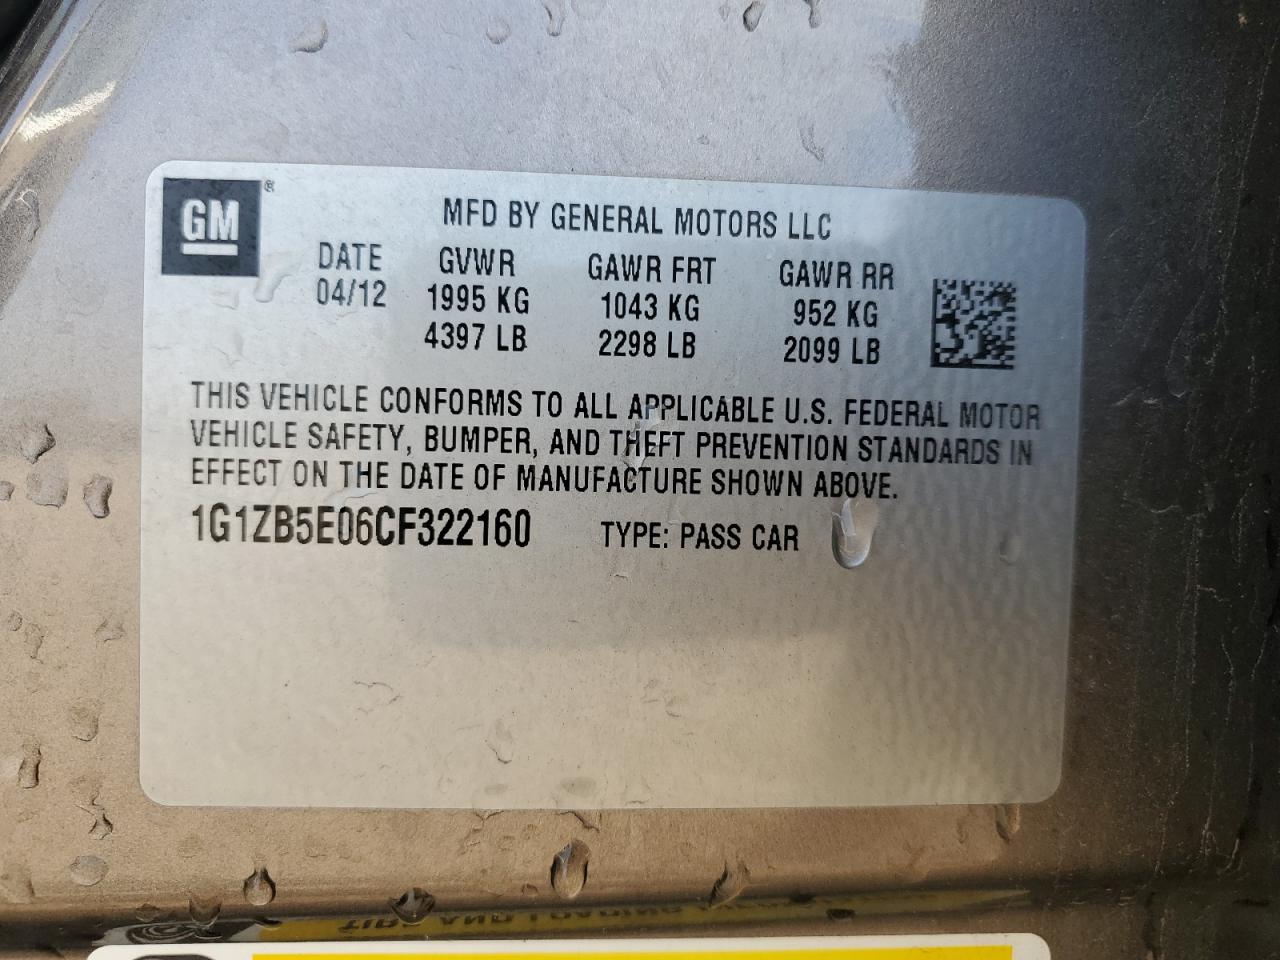 GM ®
MFD BY GENERAL MOTORS LLC
DATE GVWR GAWR FRT GAWR RR
04/12 1995 KG 1043 KG 952 KG
4397 LB 2298 LB 2099 LB
THIS VEHICLE CONFORMS TO ALL APPLICABLE U.S. FEDERAL MOTOR
VEHICLE SAFETY, BUMPER, AND THEFT PREVENTION STANDARDS IN
EFFECT ON THE DATE OF MANUFACTURE SHOWN ABOVE.
1G1ZB5E06CF322160 TYPE: PASS CAR
AND LOADING